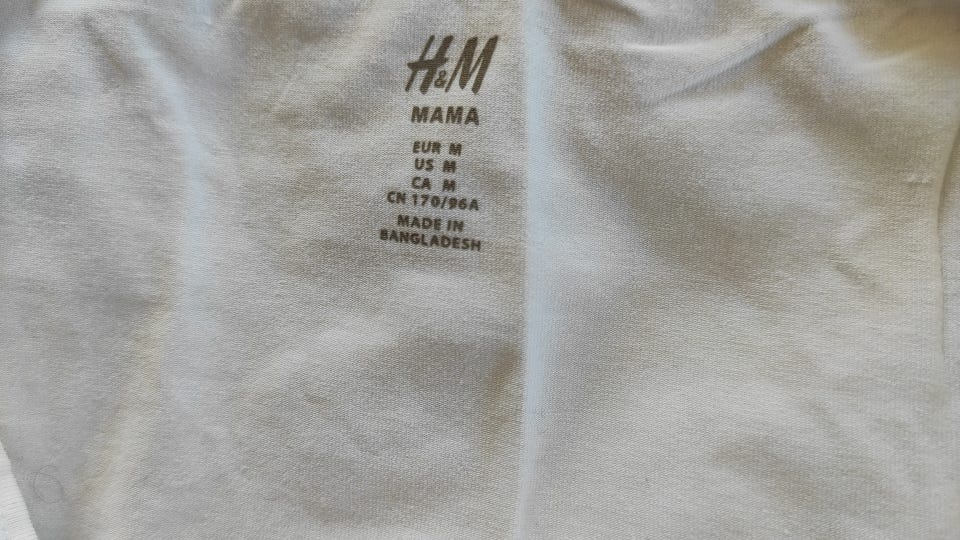 H&M
MAMA
EUR M
US M
CA M
CN 170/96A
MADE IN
BANGLADESH